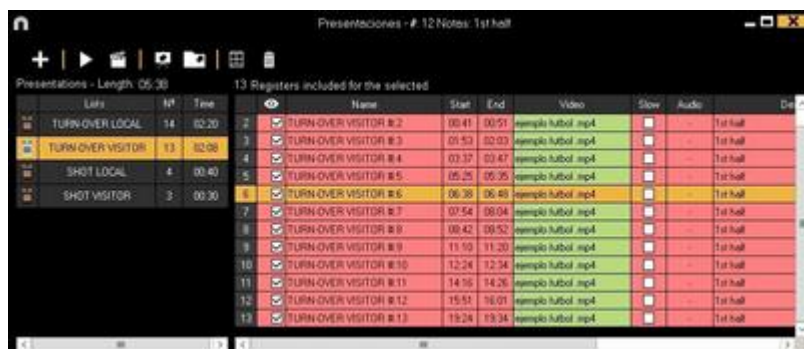 Presentaciones - #: 12 Notes: 1st half
Presentations - Length: 05:38
13 Registers included for the selected
Lists Nº Time
TURN-OVER LOCAL 14 02:20
TURN-OVER VISITOR 13 02:08
SHOT LOCAL 4 00:40
SHOT VISITOR 3 00:30
Name Start End Video Slow Audio
2 TURN-OVER VISITOR #:2 00:41 00:51 ejemplo futbol .mp4 - 1st half
3 TURN-OVER VISITOR #:3 01:53 02:03 ejemplo futbol .mp4 - 1st half
4 TURN-OVER VISITOR #:4 03:37 03:47 ejemplo futbol .mp4 - 1st half
5 TURN-OVER VISITOR #:5 05:25 05:35 ejemplo futbol .mp4 - 1st half
6 TURN-OVER VISITOR #:6 06:38 06:48 ejemplo futbol .mp4 - 1st half
7 TURN-OVER VISITOR #:7 07:54 08:04 ejemplo futbol .mp4 - 1st half
8 TURN-OVER VISITOR #:8 08:42 08:52 ejemplo futbol .mp4 - 1st half
9 TURN-OVER VISITOR #:9 11:10 11:20 ejemplo futbol .mp4 - 1st half
10 TURN-OVER VISITOR #:10 12:24 12:34 ejemplo futbol .mp4 - 1st half
11 TURN-OVER VISITOR #:11 14:16 14:26 ejemplo futbol .mp4 - 1st half
12 TURN-OVER VISITOR #:12 15:51 16:01 ejemplo futbol .mp4 - 1st half
13 TURN-OVER VISITOR #:13 19:24 19:34 ejemplo futbol .mp4 - 1st half